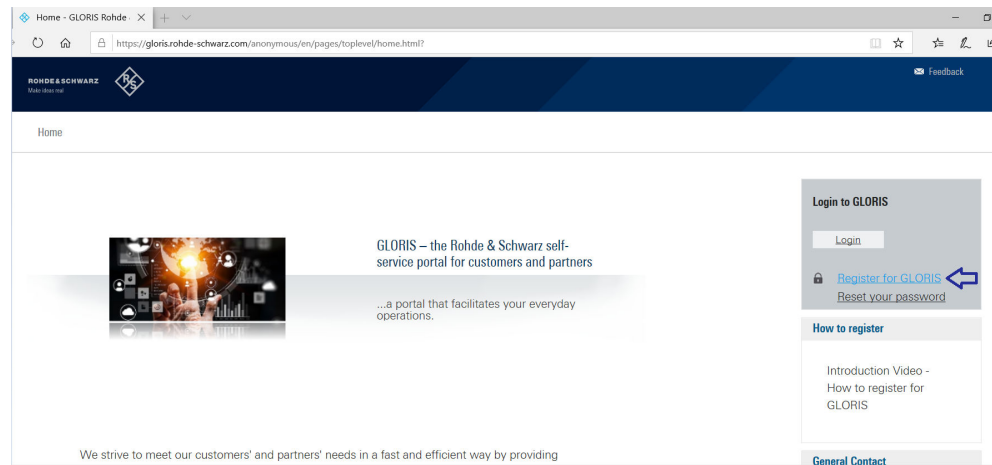 Home - GLORIS Rohde
https://gloris.rohde-schwarz.com/anonymous/en/pages/toplevel/home.html?
ROHDE&SCHWARZ
Make ideas real
R&S
Feedback
Home
Login to GLORIS
Login
Register for GLORIS
Reset your password
GLORIS – the Rohde & Schwarz self-
service portal for customers and partners
...a portal that facilitates your everyday
operations.
How to register
Introduction Video -
How to register for
GLORIS
We strive to meet our customers' and partners' needs in a fast and efficient way by providing
General Contact